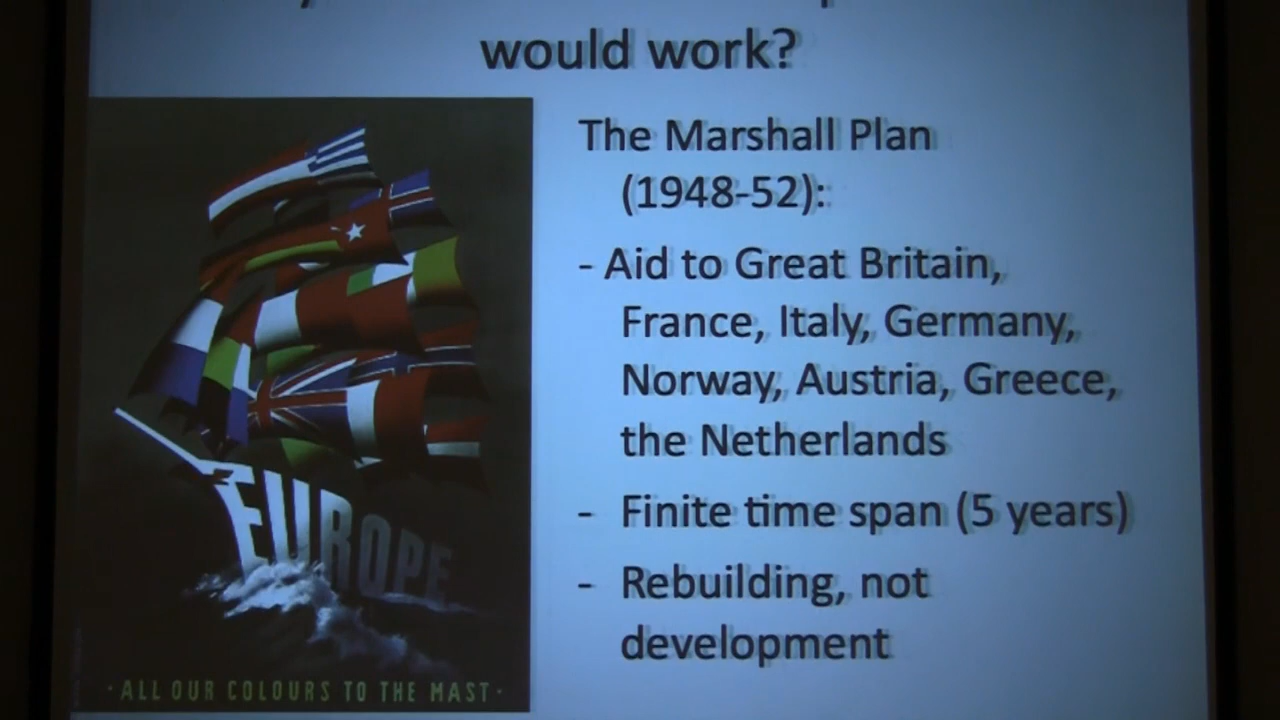 would work?
The Marshall Plan
(1948-52):
- Aid to Great Britain,
France, Italy, Germany,
Norway, Austria, Greece,
the Netherlands
- Finite time span (5 years)
- Rebuilding, not
development
EUROPE
· ALL OUR COLOURS TO THE MAST ·